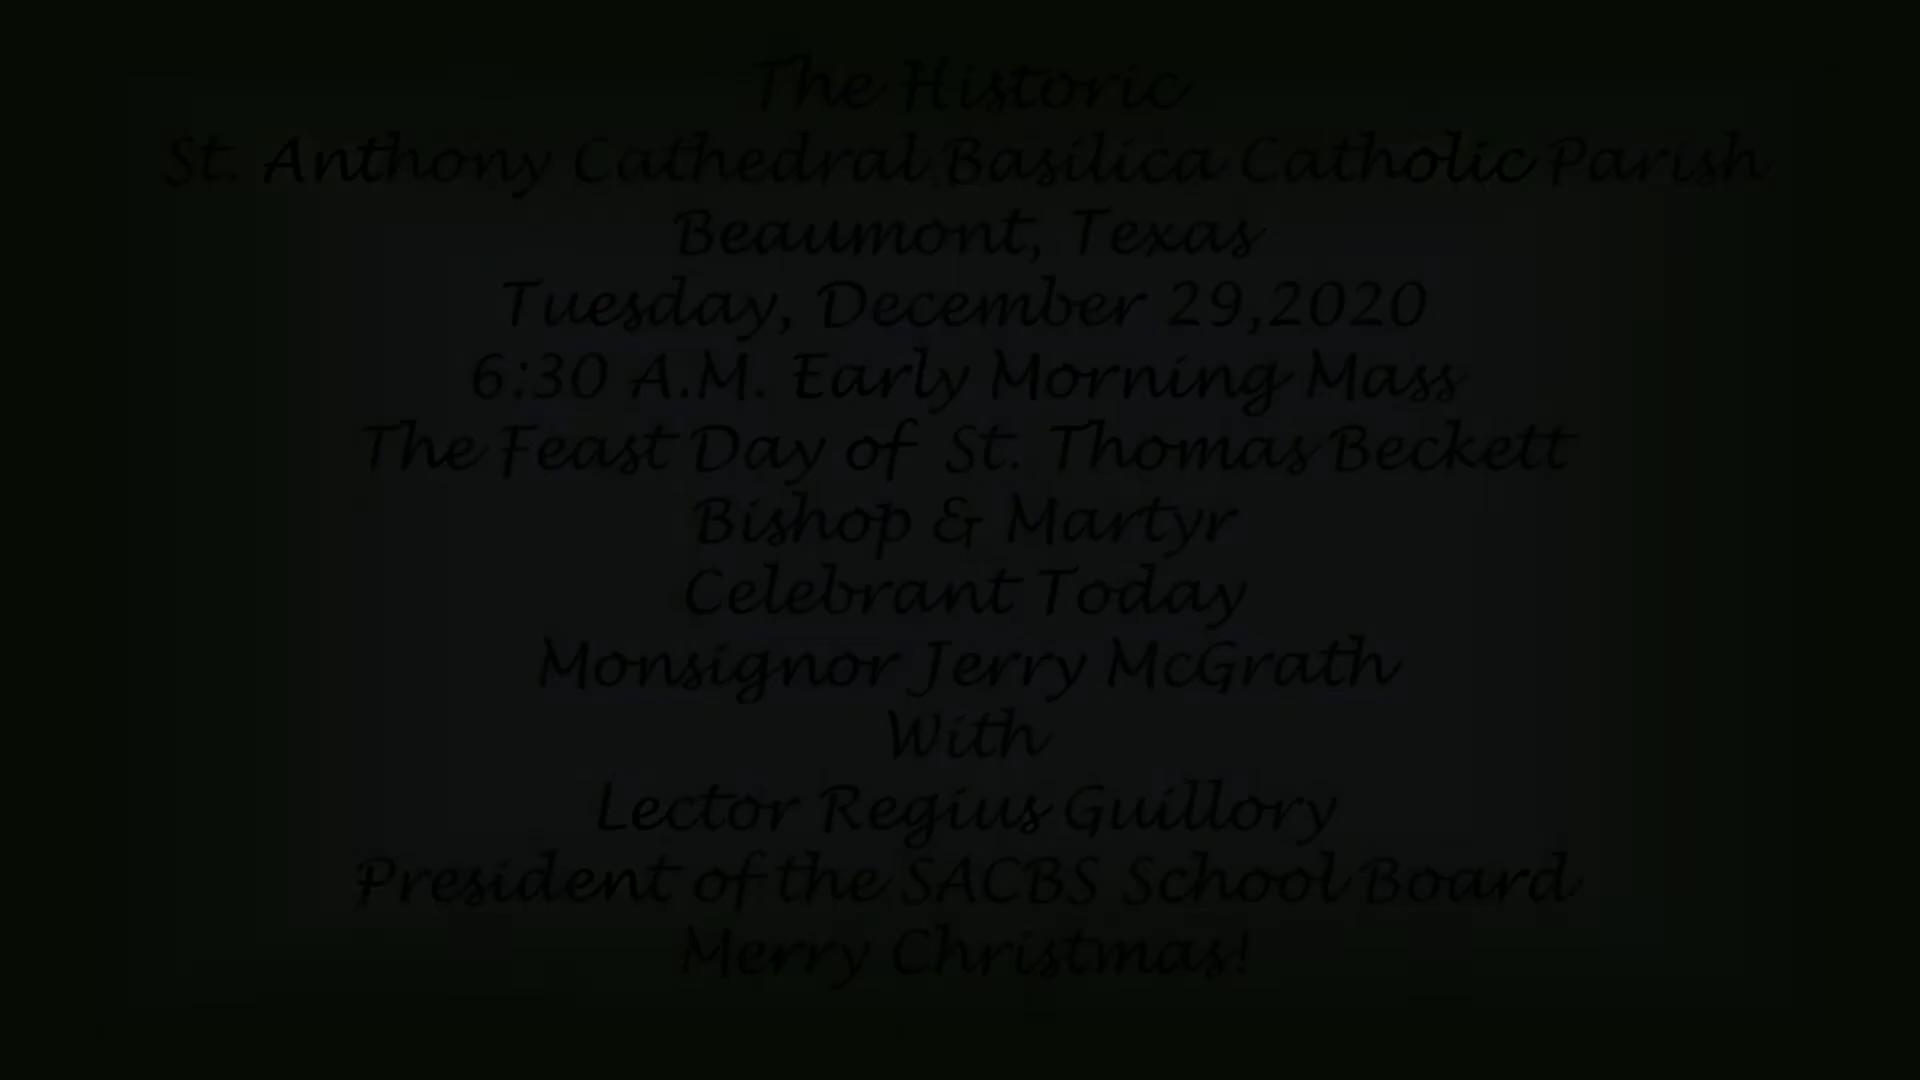 The Historic
St. Anthony Cathedral Basilica Catholic Parish
Beaumont, Texas
Tuesday, December 29,2020
6:30 A.M. Early Morning Mass
The Feast Day of St. Thomas Beckett
Bishop & Martyr
Celebrant Today
Monsignor Jerry McGrath
With
Lector Regius Guillory
President of the SACBS School Board
Merry Christmas!